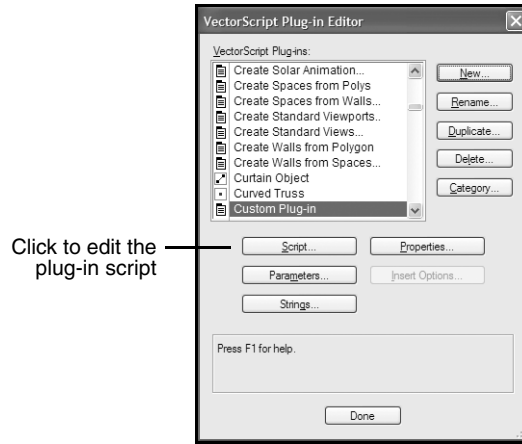 VectorScript Plug-in Editor
VectorScript Plug-ins:
Create Solar Animation...
Create Spaces from Polys
Create Spaces from Walls...
Create Standard Viewports..
Create Standard Views...
Create Walls from Polygon
Create Walls from Spaces...
Curtain Object
Curved Truss
Custom Plug-in
New...
Rename...
Duplicate...
Delete...
Category...
Click to edit the
plug-in script
Script...
Properties...
Parameters...
Insert Options...
Strings...
Press F1 for help.
Done